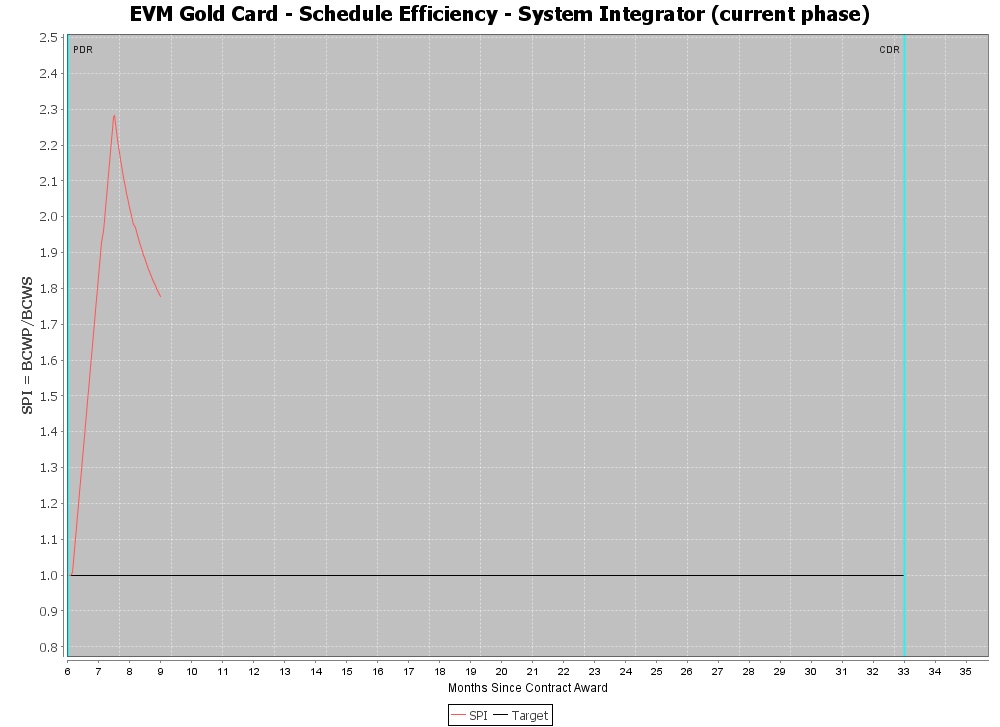 EVM Gold Card - Schedule Efficiency - System Integrator (current phase)
2.5
2.4
2.3
2.2
2.1
2.0
1.9
1.8
1.7
1.6
1.5
1.4
1.3
1.2
1.1
1.0
0.9
0.8
SPI = BCWP/BCWS
PDR
CDR
6 7 8 9 10 11 12 13 14 15 16 17 18 19 20 21 22 23 24 25 26 27 28 29 30 31 32 33 34 35
Months Since Contract Award
SPI Target